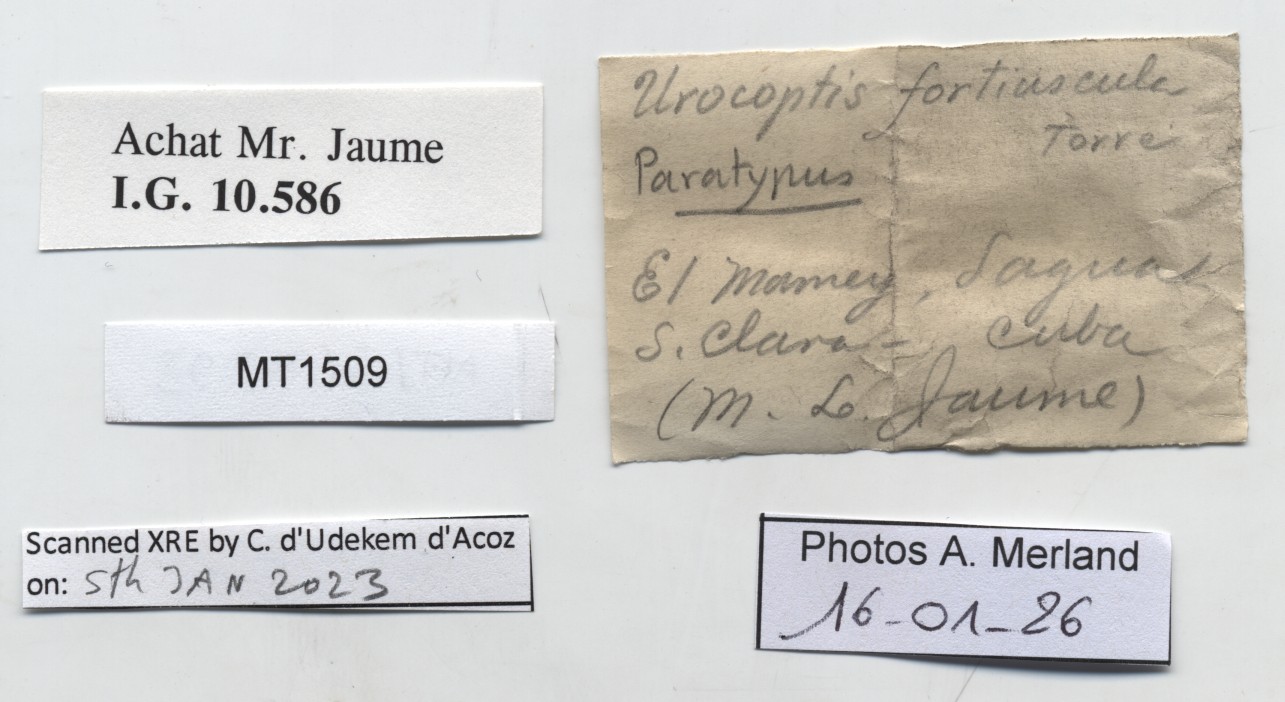 Achat Mr. Jaume
I.G. 10.586
MT1509
Scanned XRE by C. d'Udekem d'Acoz
on: 5th JAN 2023
Urocoptis fortiuscula
Torre
Paratypus
El Mamey, Sagua
S. Clara - Cuba
(M. L. Jaume)
Photos A. Merland
16-01-26